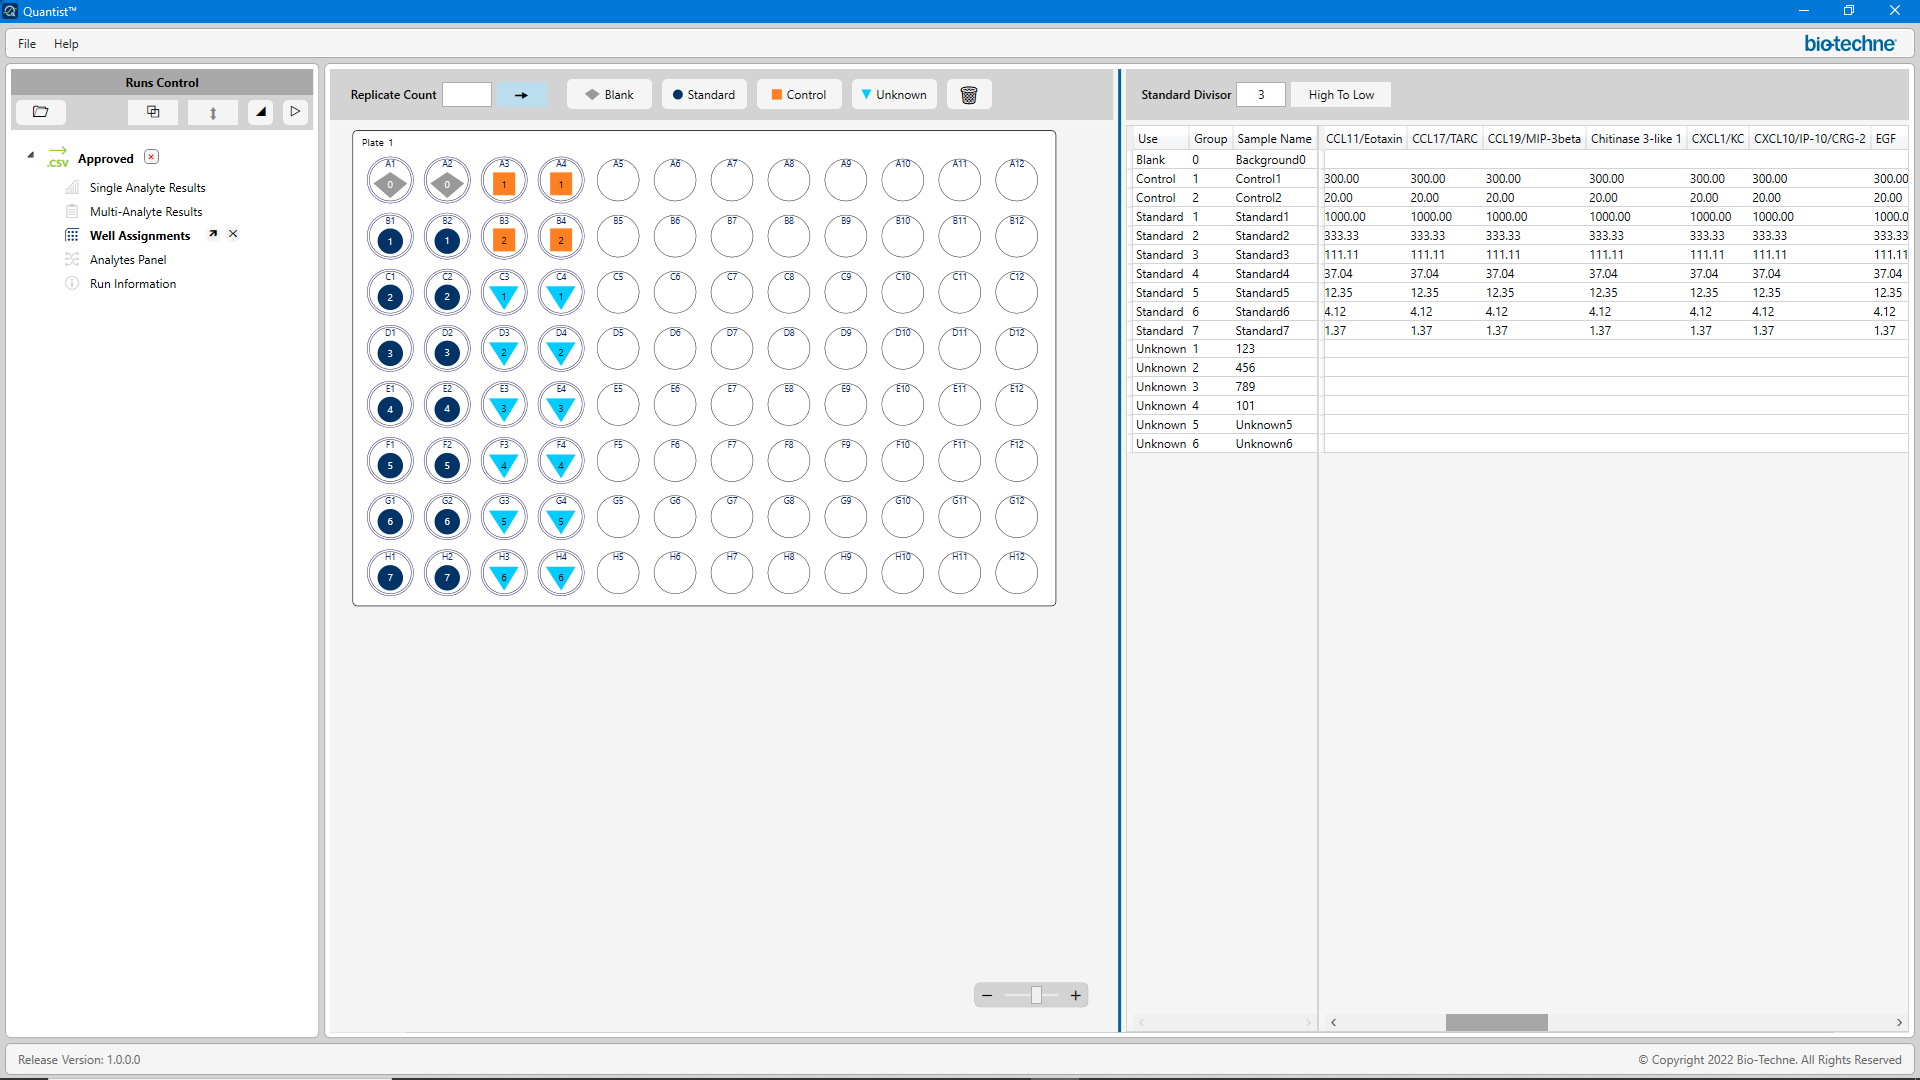 Quantist™
File Help
bio-techne
Runs Control
.CSV Approved
Single Analyte Results
Multi-Analyte Results
Well Assignments
Analytes Panel
Run Information
Replicate Count Blank Standard Control Unknown
Plate 1
A1 A2 A3 A4 A5 A6 A7 A8 A9 A10 A11 A12
0 0 1 1
B1 B2 B3 B4 B5 B6 B7 B8 B9 B10 B11 B12
1 1 2 2
C1 C2 C3 C4 C5 C6 C7 C8 C9 C10 C11 C12
2 2 1 1
D1 D2 D3 D4 D5 D6 D7 D8 D9 D10 D11 D12
3 3 2 2
E1 E2 E3 E4 E5 E6 E7 E8 E9 E10 E11 E12
4 4 3 3
F1 F2 F3 F4 F5 F6 F7 F8 F9 F10 F11 F12
5 5 4 4
G1 G2 G3 G4 G5 G6 G7 G8 G9 G10 G11 G12
6 6 5 5
H1 H2 H3 H4 H5 H6 H7 H8 H9 H10 H11 H12
7 7 6 6
Standard Divisor 3 High To Low
Use Group Sample Name CCL11/Eotaxin CCL17/TARC CCL19/MIP-3beta Chitinase 3-like 1 CXCL1/KC CXCL10/IP-10/CRG-2 EGF
Blank 0 Background0
Control 1 Control1 300.00 300.00 300.00 300.00 300.00 300.00 300.00
Control 2 Control2 20.00 20.00 20.00 20.00 20.00 20.00 20.00
Standard 1 Standard1 1000.00 1000.00 1000.00 1000.00 1000.00 1000.00 1000.0
Standard 2 Standard2 333.33 333.33 333.33 333.33 333.33 333.33 333.33
Standard 3 Standard3 111.11 111.11 111.11 111.11 111.11 111.11 111.11
Standard 4 Standard4 37.04 37.04 37.04 37.04 37.04 37.04 37.04
Standard 5 Standard5 12.35 12.35 12.35 12.35 12.35 12.35 12.35
Standard 6 Standard6 4.12 4.12 4.12 4.12 4.12 4.12 4.12
Standard 7 Standard7 1.37 1.37 1.37 1.37 1.37 1.37 1.37
Unknown 1 123
Unknown 2 456
Unknown 3 789
Unknown 4 101
Unknown 5 Unknown5
Unknown 6 Unknown6
Release Version: 1.0.0.0
© Copyright 2022 Bio-Techne. All Rights Reserved